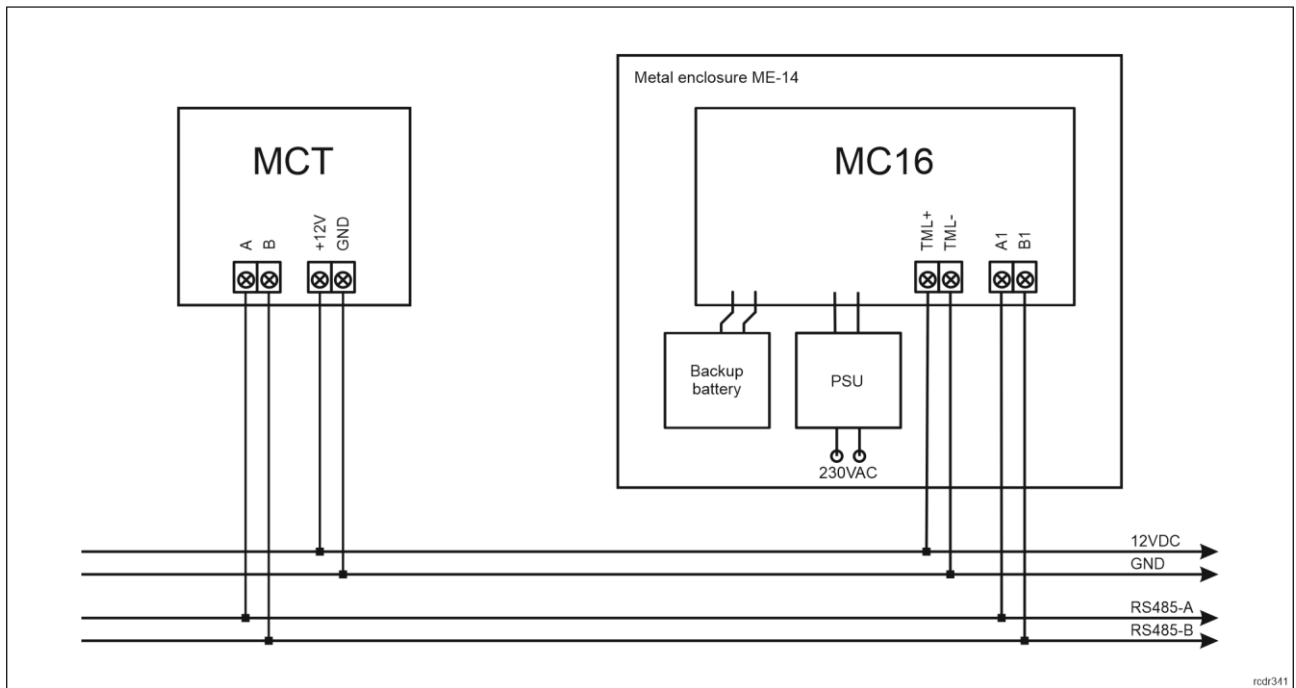 Metal enclosure ME-14
MCT
MC16
A
B
+12V
GND
TML+
TML-
A1
B1
Backup
battery
PSU
230VAC
12VDC
GND
RS485-A
RS485-B
rcdr341